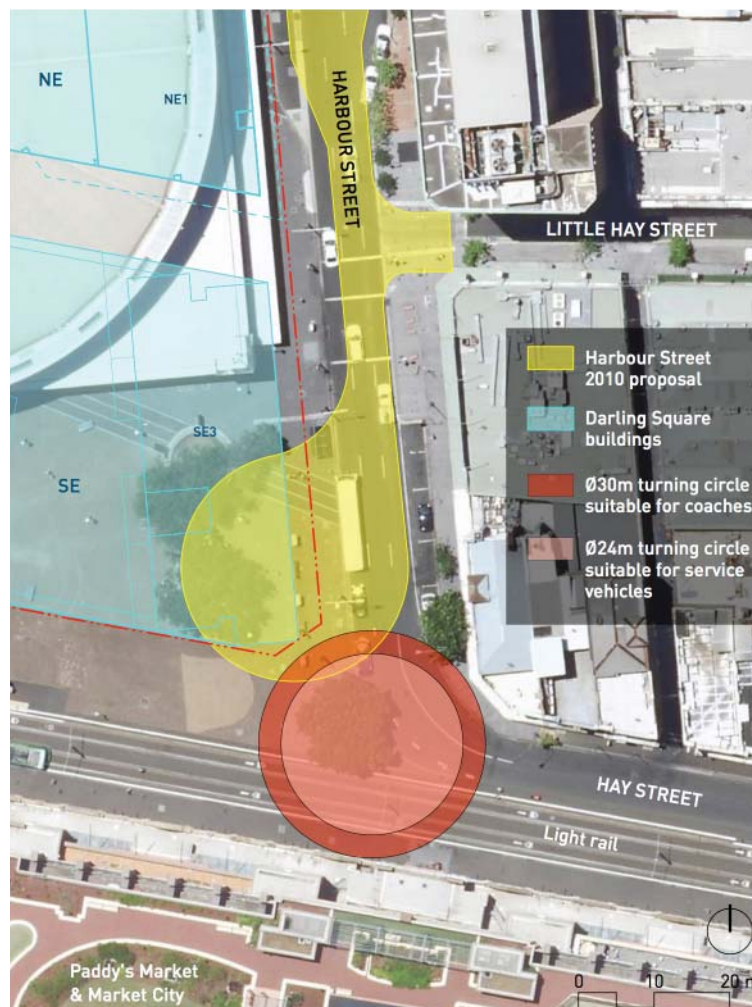 NE
NE1
HARBOUR STREET
LITTLE HAY STREET
Harbour Street
2010 proposal
Darling Square
buildings
Ø30m turning circle
suitable for coaches
Ø24m turning circle
suitable for service
vehicles
SE3
SE
HAY STREET
Light rail
Paddy's Market
& Market City
0 10 20 m